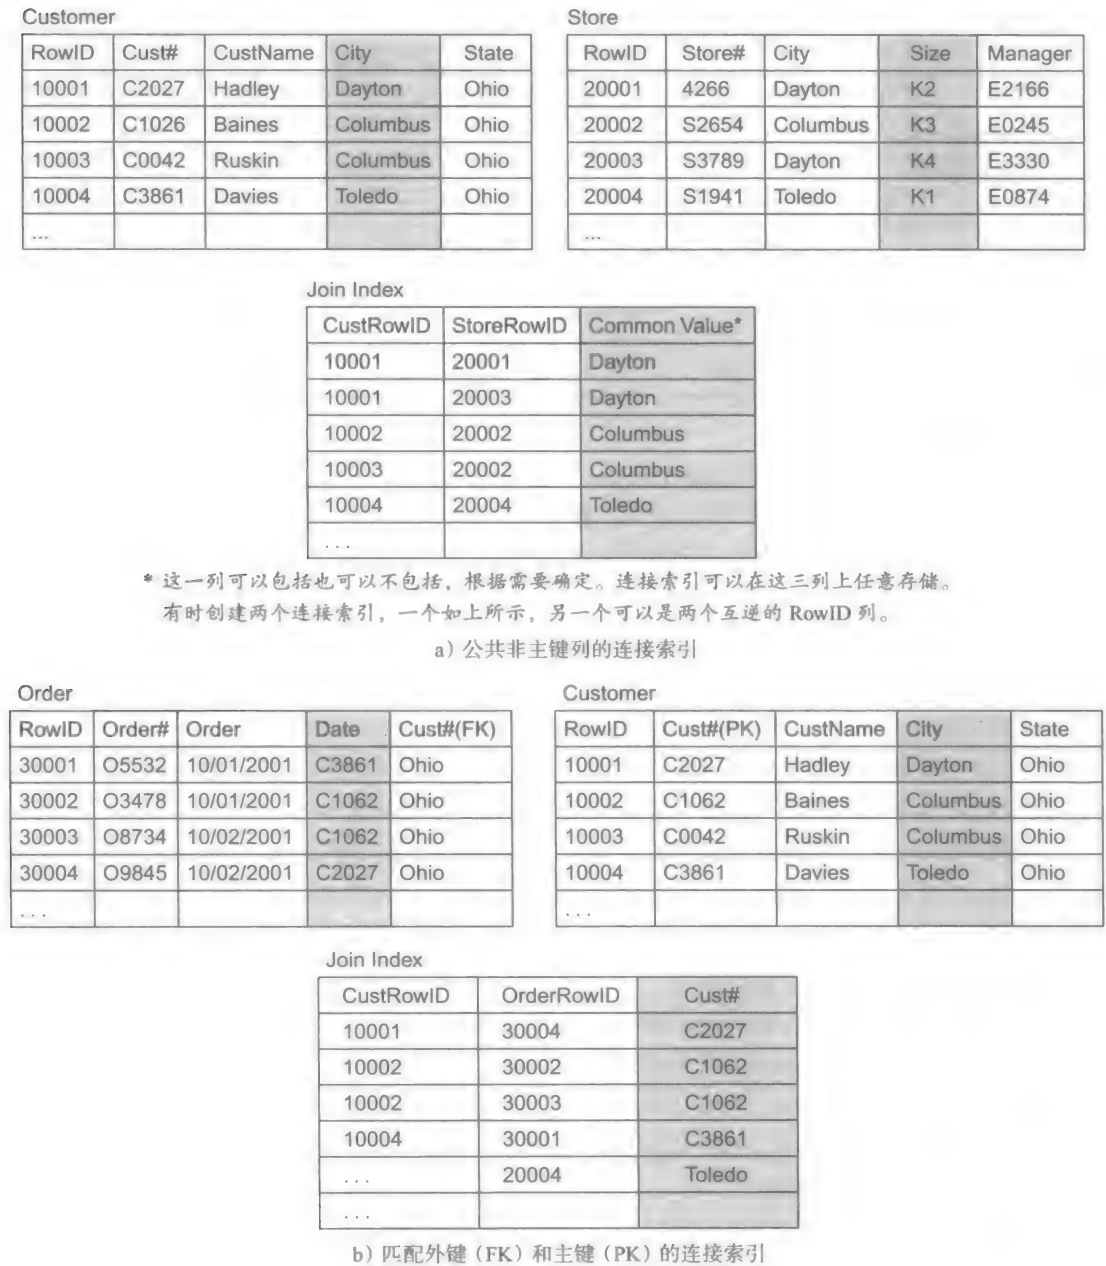 Customer
RowID Cust# CustName City State
10001 C2027 Hadley Dayton Ohio
10002 C1026 Baines Columbus Ohio
10003 C0042 Ruskin Columbus Ohio
10004 C3861 Davies Toledo Ohio
...
Store
RowID Store# City Size Manager
20001 4266 Dayton K2 E2166
20002 S2654 Columbus K3 E0245
20003 S3789 Dayton K4 E3330
20004 S1941 Toledo K1 E0874
...
Join Index
CustRowID StoreRowID Common Value*
10001 20001 Dayton
10001 20003 Dayton
10002 20002 Columbus
10003 20002 Columbus
10004 20004 Toledo
...
* 这一列可以包括也可以不包括，根据需要确定。连接索引可以在这三列上任意存储。
有时创建两个连接索引，一个如上所示，另一个可以是两个互逆的 RowID 列。
a）公共非主键列的连接索引
Order
RowID Order# Order Date Cust#(FK)
30001 O5532 10/01/2001 C3861 Ohio
30002 O3478 10/01/2001 C1062 Ohio
30003 O8734 10/02/2001 C1062 Ohio
30004 O9845 10/02/2001 C2027 Ohio
...
Customer
RowID Cust#(PK) CustName City State
10001 C2027 Hadley Dayton Ohio
10002 C1062 Baines Columbus Ohio
10003 C0042 Ruskin Columbus Ohio
10004 C3861 Davies Toledo Ohio
...
Join Index
CustRowID OrderRowID Cust#
10001 30004 C2027
10002 30002 C1062
10002 30003 C1062
10004 30001 C3861
... 20004 Toledo
...
b）匹配外键（FK）和主键（PK）的连接索引